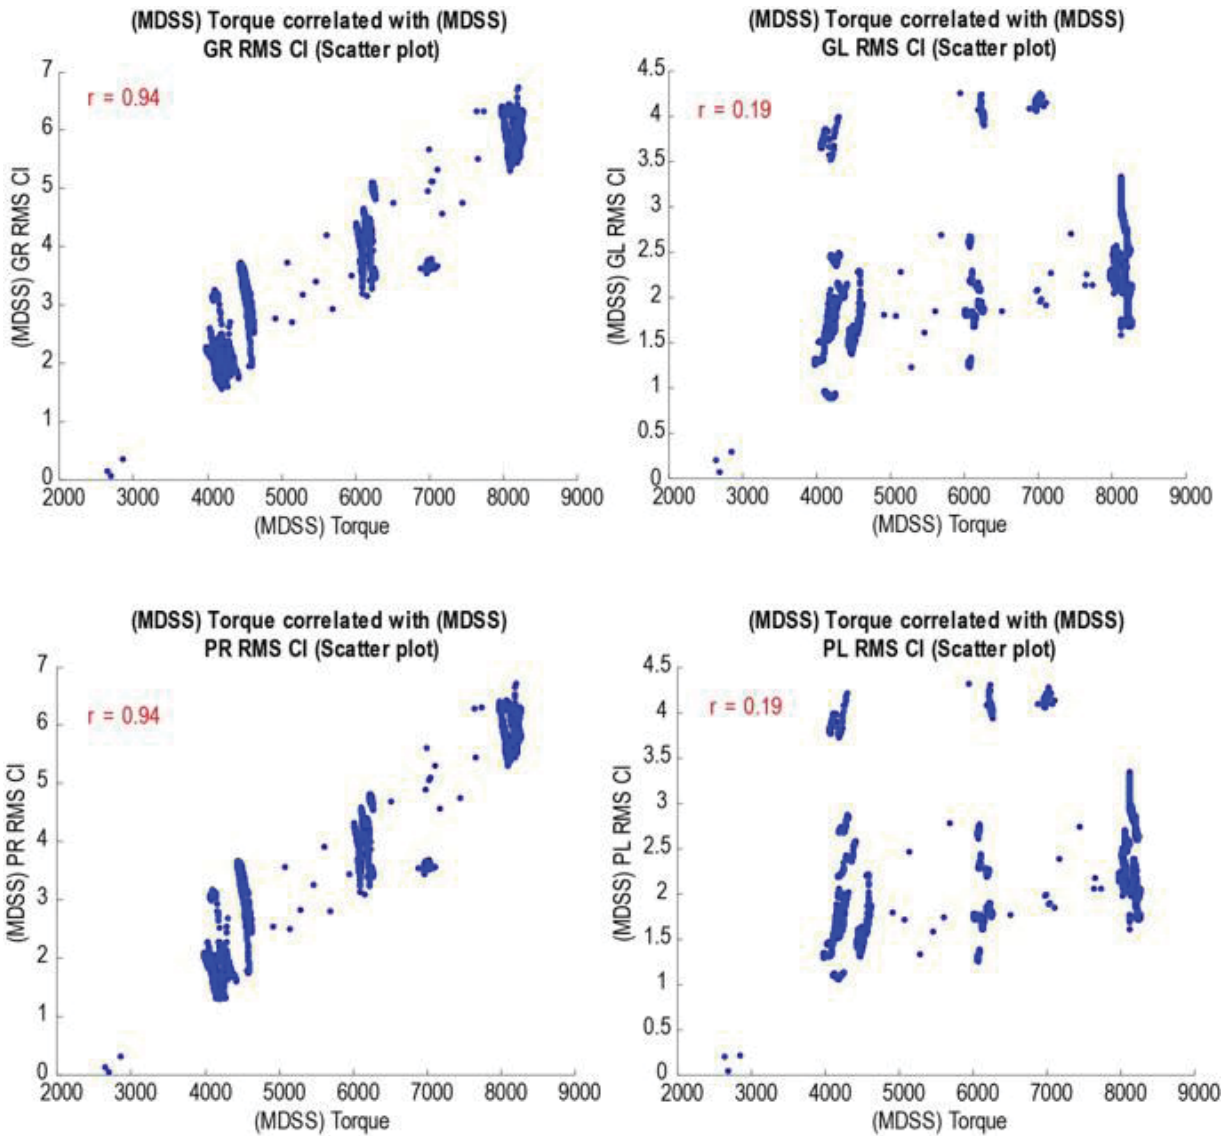 (MDSS) Torque correlated with (MDSS)
GR RMS CI (Scatter plot)
r = 0.94
(MDSS) GR RMS CI
7
6
5
4
3
2
1
0
2000 3000 4000 5000 6000 7000 8000 9000
(MDSS) Torque
(MDSS) Torque correlated with (MDSS)
GL RMS CI (Scatter plot)
r = 0.19
(MDSS) GL RMS CI
4.5
4
3.5
3
2.5
2
1.5
1
0.5
0
2000 3000 4000 5000 6000 7000 8000 9000
(MDSS) Torque
(MDSS) Torque correlated with (MDSS)
PR RMS CI (Scatter plot)
r = 0.94
(MDSS) PR RMS CI
7
6
5
4
3
2
1
0
2000 3000 4000 5000 6000 7000 8000 9000
(MDSS) Torque
(MDSS) Torque correlated with (MDSS)
PL RMS CI (Scatter plot)
r = 0.19
(MDSS) PL RMS CI
4.5
4
3.5
3
2.5
2
1.5
1
0.5
0
2000 3000 4000 5000 6000 7000 8000 9000
(MDSS) Torque